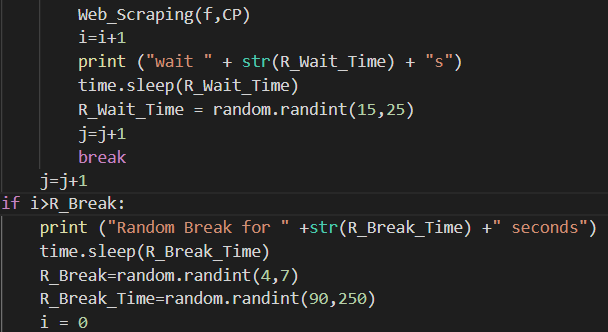 Web_Scraping(f,CP)
i=i+1
print ("wait " + str(R_Wait_Time) + "s")
time.sleep(R_Wait_Time)
R_Wait_Time = random.randint(15,25)
j=j+1
break
j=j+1
if i>R_Break:
print ("Random Break for " +str(R_Break_Time) +" seconds")
time.sleep(R_Break_Time)
R_Break=random.randint(4,7)
R_Break_Time=random.randint(90,250)
i = 0